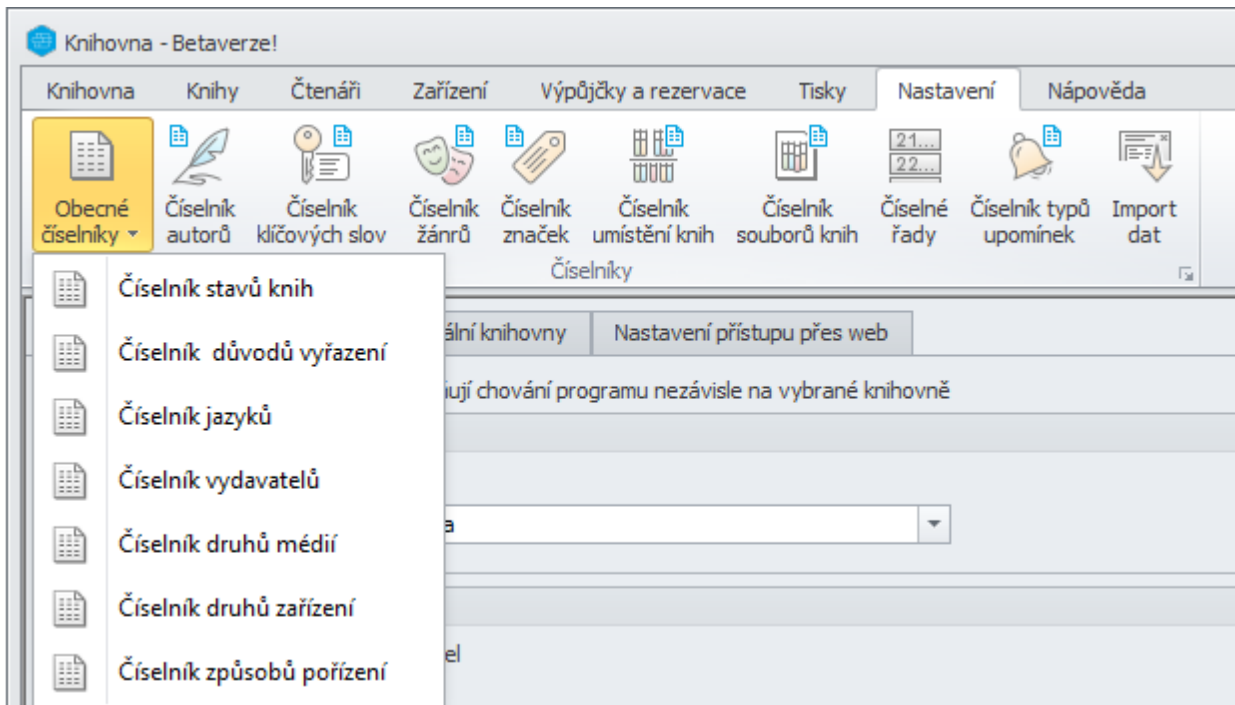 Knihovna - Betaverze!
Knihovna Knihy Čtenáři Zařízení Výpůjčky a rezervace Tisky Nastavení Nápověda
21...
22...
Obecné číselníky
Číselník autorů
Číselník klíčových slov
Číselník žánrů
Číselník značek
Číselník umístění knih
Číselník souborů knih
Číselné řady
Číselník typů upomínek
Import dat
Číselníky
Číselník stavů knih
Číselník důvodů vyřazení
Číselník jazyků
Číselník vydavatelů
Číselník druhů médií
Číselník druhů zařízení
Číselník způsobů pořízení
ální knihovny Nastavení přístupu přes web
ují chování programu nezávisle na vybrané knihovně
a
el